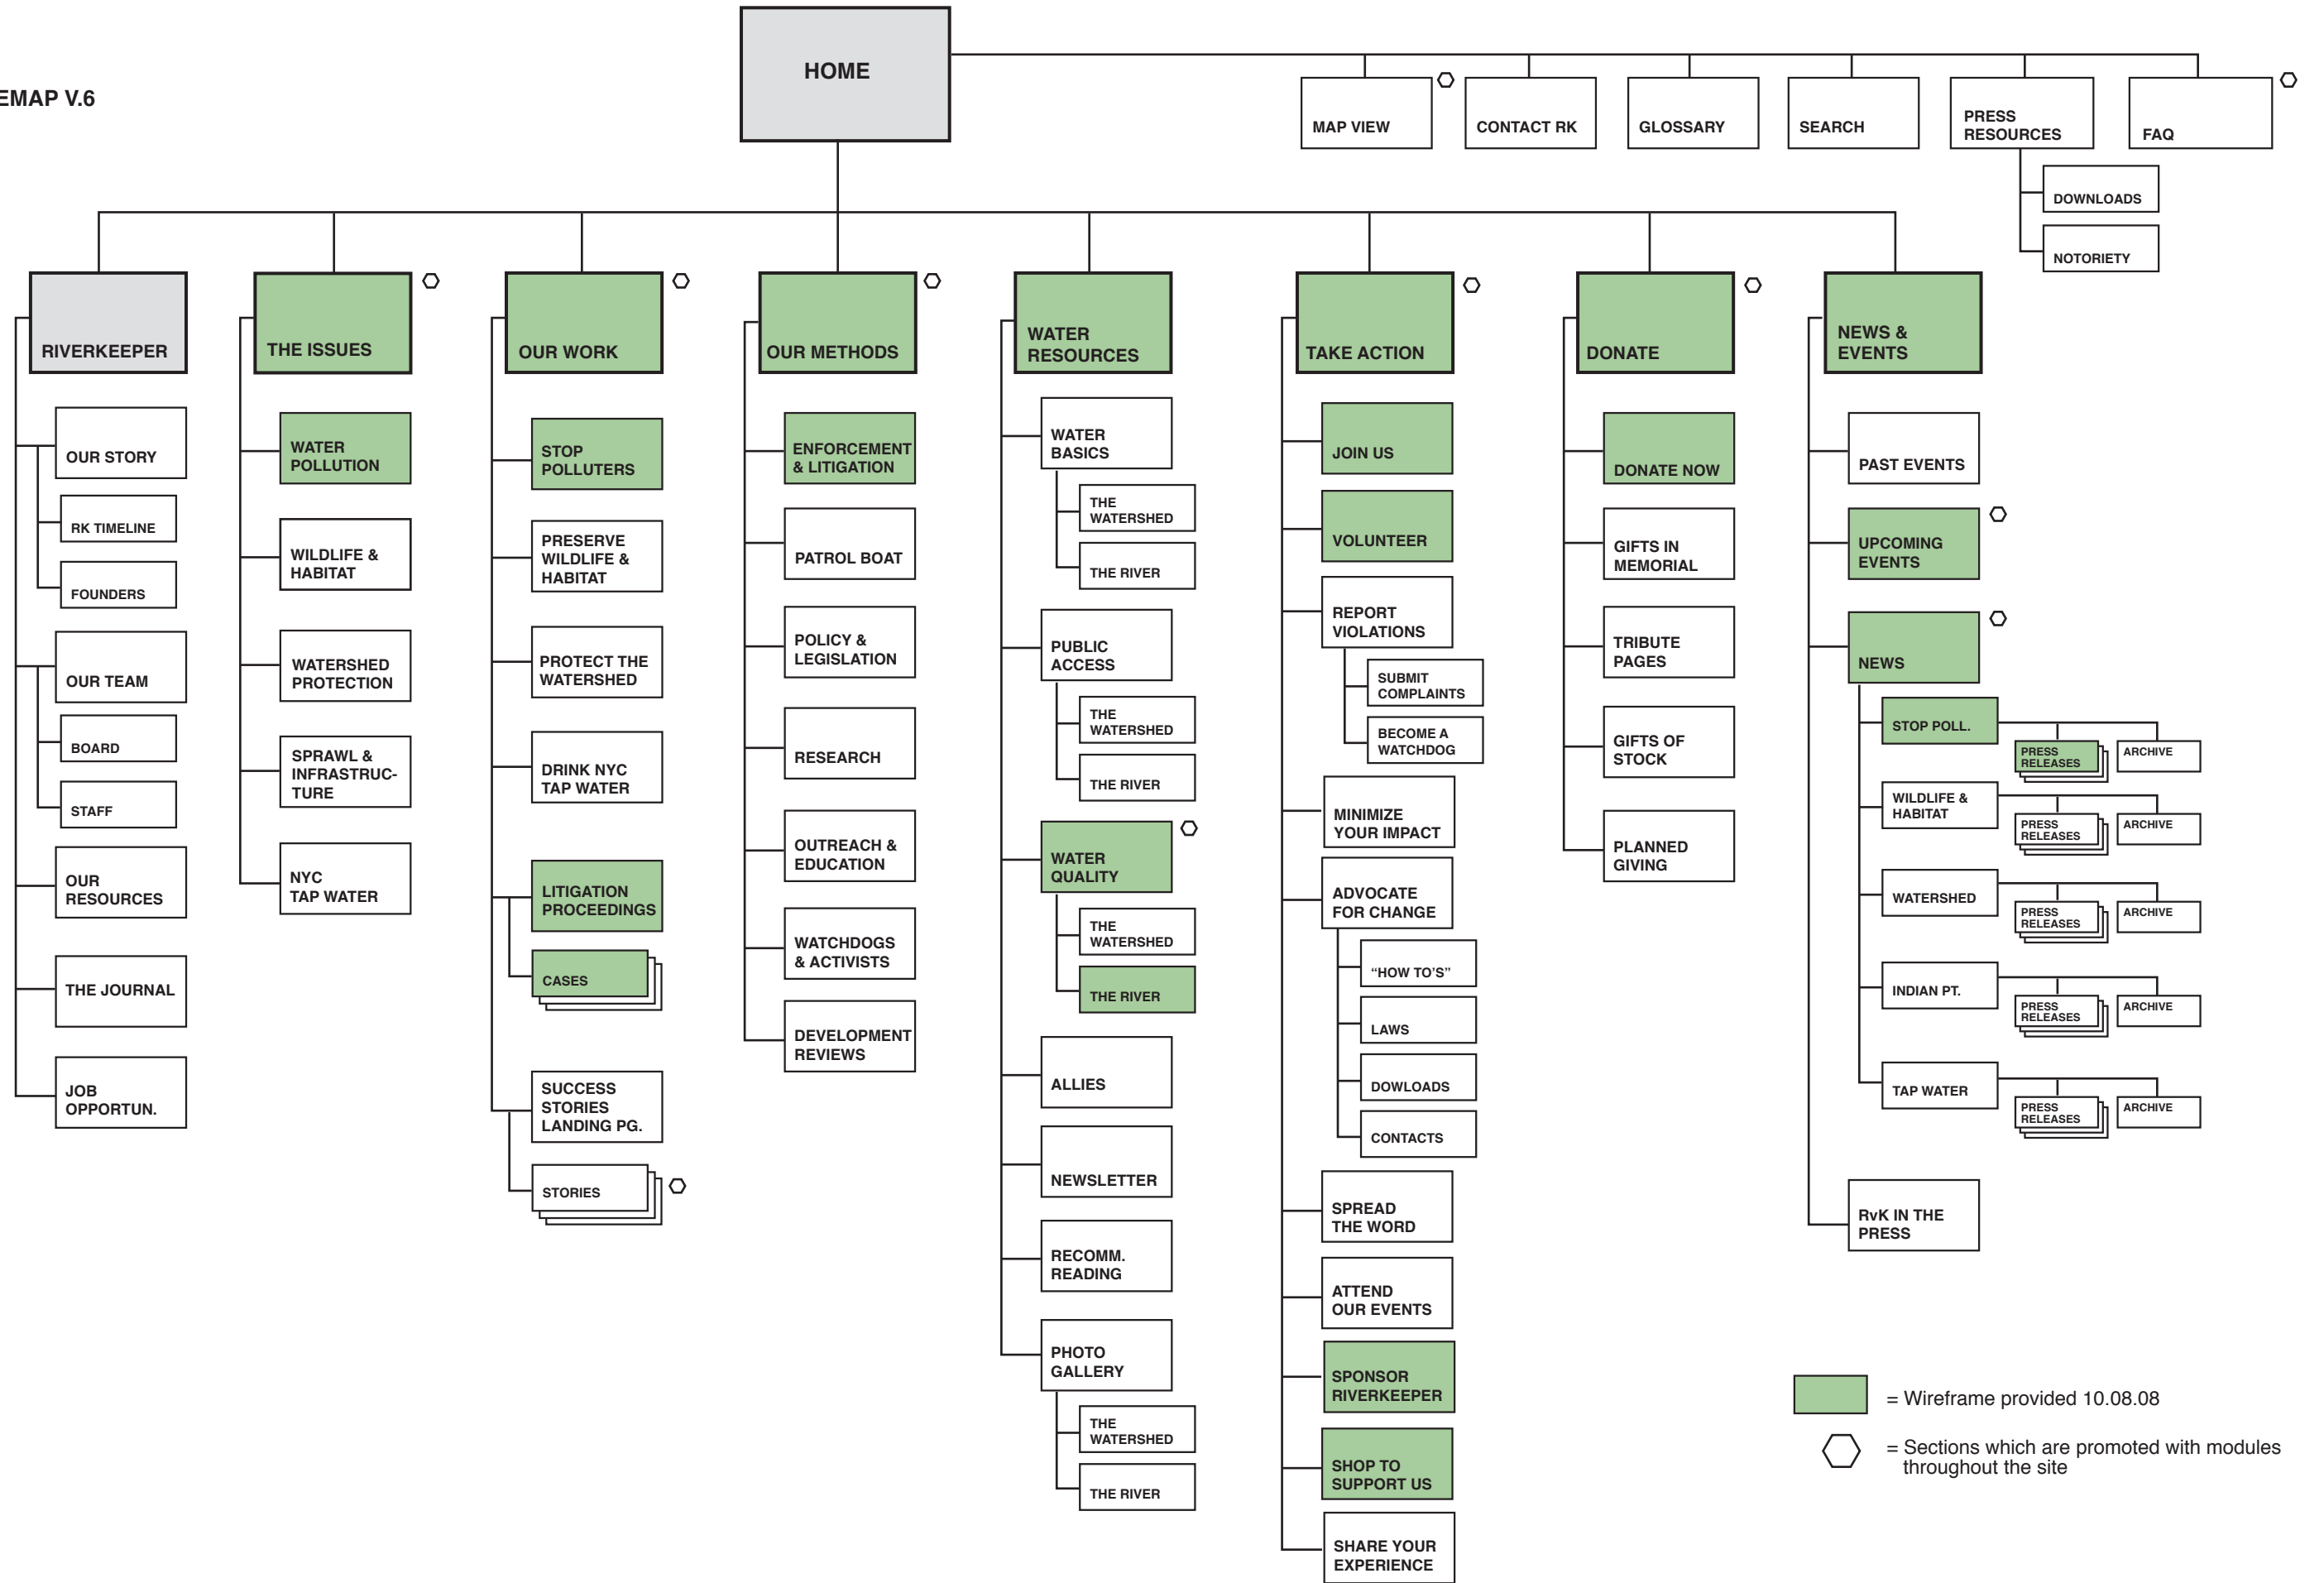 EMAP V.6
HOME
MAP VIEW
CONTACT RK
GLOSSARY
SEARCH
PRESS
RESOURCES
FAQ
DOWNLOADS
NOTORIETY
RIVERKEEPER
OUR STORY
RK TIMELINE
FOUNDERS
OUR TEAM
BOARD
STAFF
OUR
RESOURCES
THE JOURNAL
JOB
OPPORTUN.
THE ISSUES
WATER
POLLUTION
WILDLIFE &
HABITAT
WATERSHED
PROTECTION
SPRAWL &
INFRASTRUC-
TURE
NYC
TAP WATER
OUR WORK
STOP
POLLUTERS
PRESERVE
WILDLIFE &
HABITAT
PROTECT THE
WATERSHED
DRINK NYC
TAP WATER
LITIGATION
PROCEEDINGS
CASES
SUCCESS
STORIES
LANDING PG.
STORIES
OUR METHODS
ENFORCEMENT
& LITIGATION
PATROL BOAT
POLICY &
LEGISLATION
RESEARCH
OUTREACH &
EDUCATION
WATCHDOGS
& ACTIVISTS
DEVELOPMENT
REVIEWS
WATER
RESOURCES
WATER
BASICS
THE
WATERSHED
THE RIVER
PUBLIC
ACCESS
THE
WATERSHED
THE RIVER
WATER
QUALITY
THE
WATERSHED
THE RIVER
ALLIES
NEWSLETTER
RECOMM.
READING
PHOTO
GALLERY
THE
WATERSHED
THE RIVER
TAKE ACTION
JOIN US
VOLUNTEER
REPORT
VIOLATIONS
SUBMIT
COMPLAINTS
BECOME A
WATCHDOG
MINIMIZE
YOUR IMPACT
ADVOCATE
FOR CHANGE
“HOW TO’S”
LAWS
DOWLOADS
CONTACTS
SPREAD
THE WORD
ATTEND
OUR EVENTS
SPONSOR
RIVERKEEPER
SHOP TO
SUPPORT US
SHARE YOUR
EXPERIENCE
DONATE
DONATE NOW
GIFTS IN
MEMORIAL
TRIBUTE
PAGES
GIFTS OF
STOCK
PLANNED
GIVING
NEWS &
EVENTS
PAST EVENTS
UPCOMING
EVENTS
NEWS
STOP POLL.
PRESS
RELEASES
ARCHIVE
WILDLIFE &
HABITAT
PRESS
RELEASES
ARCHIVE
WATERSHED
PRESS
RELEASES
ARCHIVE
INDIAN PT.
PRESS
RELEASES
ARCHIVE
TAP WATER
PRESS
RELEASES
ARCHIVE
RvK IN THE
PRESS
= Wireframe provided 10.08.08
= Sections which are promoted with modules
throughout the site